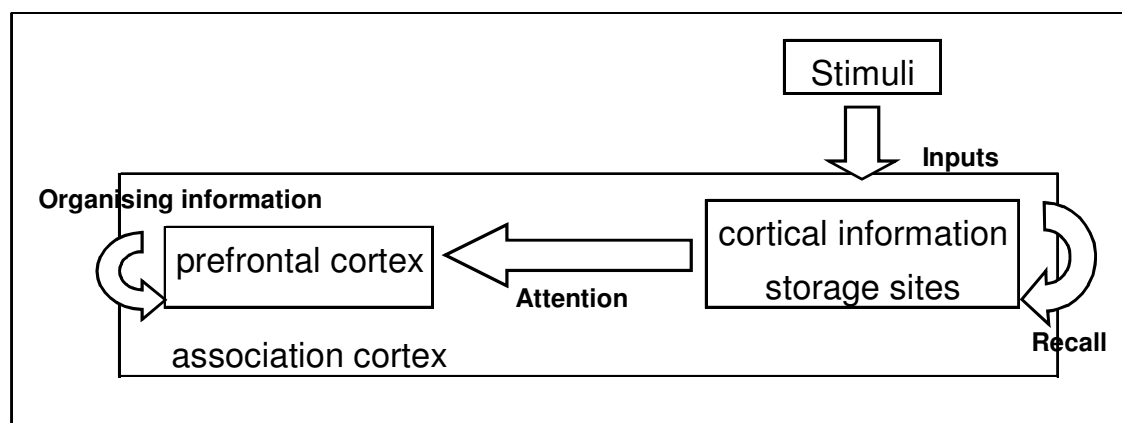 Stimuli
Inputs
Organising information
prefrontal cortex
Attention
cortical information
storage sites
Recall
association cortex